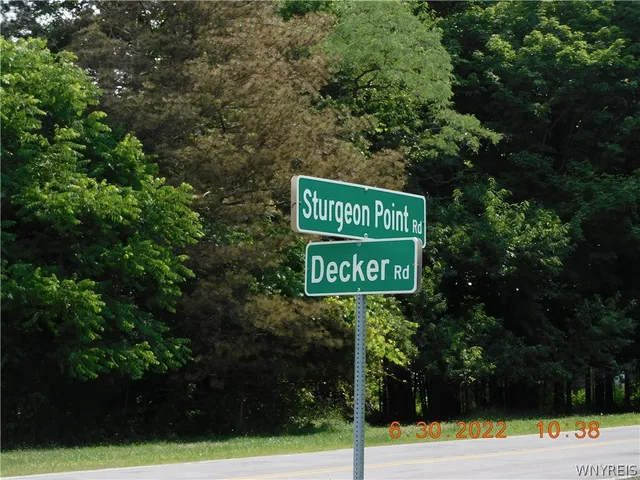 Sturgeon Point Rd
Decker Rd
6 30 2022 10 38
WNYREIS